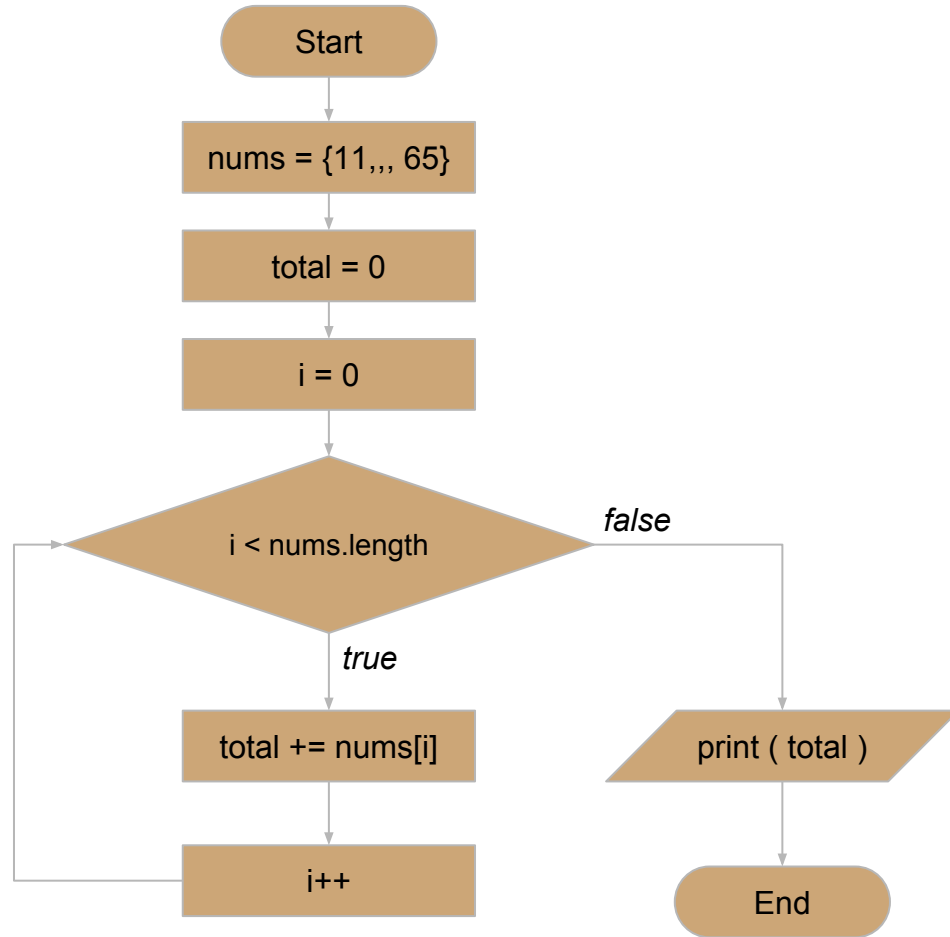 Start
nums = {11,,, 65}
total = 0
i = 0
i < nums.length
false
true
total += nums[i]
print ( total )
i++
End